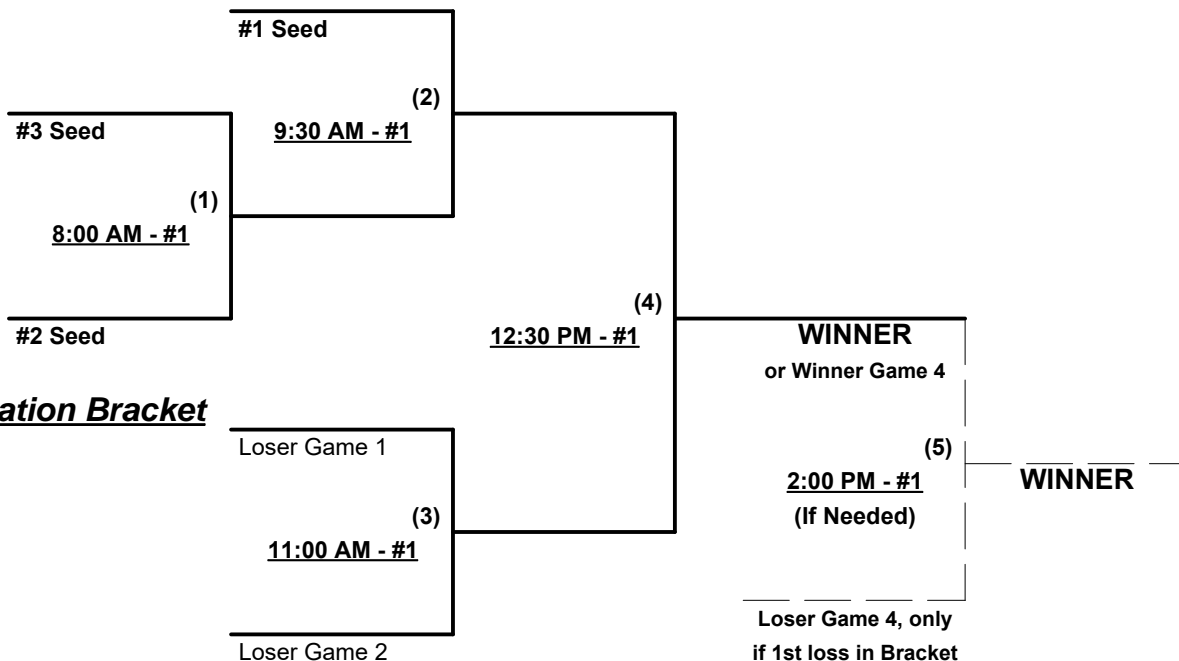 #1 Seed
(2)
#3 Seed
9:30 AM - #1
(1)
8:00 AM - #1
(4)
#2 Seed
12:30 PM - #1
WINNER
or Winner Game 4
ation Bracket
Loser Game 1
(5)
2:00 PM - #1
WINNER
(3)
(If Needed)
11:00 AM - #1
Loser Game 4, only
Loser Game 2
if 1st loss in Bracket